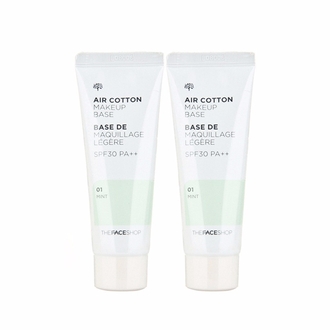 AIR COTTON
MAKEUP
BASE
BASE DE
MAQUILLAGE
LÉGÈRE
SPF30 PA++
01
MINT
THEFACESHOP
AIR COTTON
MAKEUP
BASE
BASE DE
MAQUILLAGE
LÉGÈRE
SPF30 PA++
01
MINT
THEFACESHOP